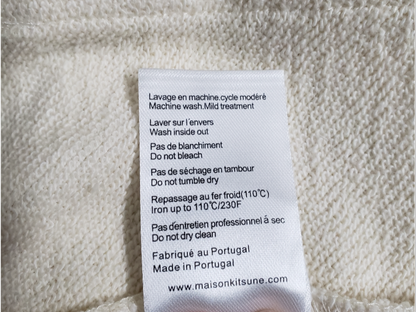 Lavage en machine.cycle modéré
Machine wash.Mild treatment
Laver sur l'envers
Wash inside out
Pas de blanchiment
Do not bleach
Pas de séchage en tambour
Do not tumble dry
Repassage au fer froid(110℃)
Iron up to 110℃/230F
Pas d'entretien professionnel à sec
Do not dry clean
Fabriqué au Portugal
Made in Portugal
www.maisonkitsune.com